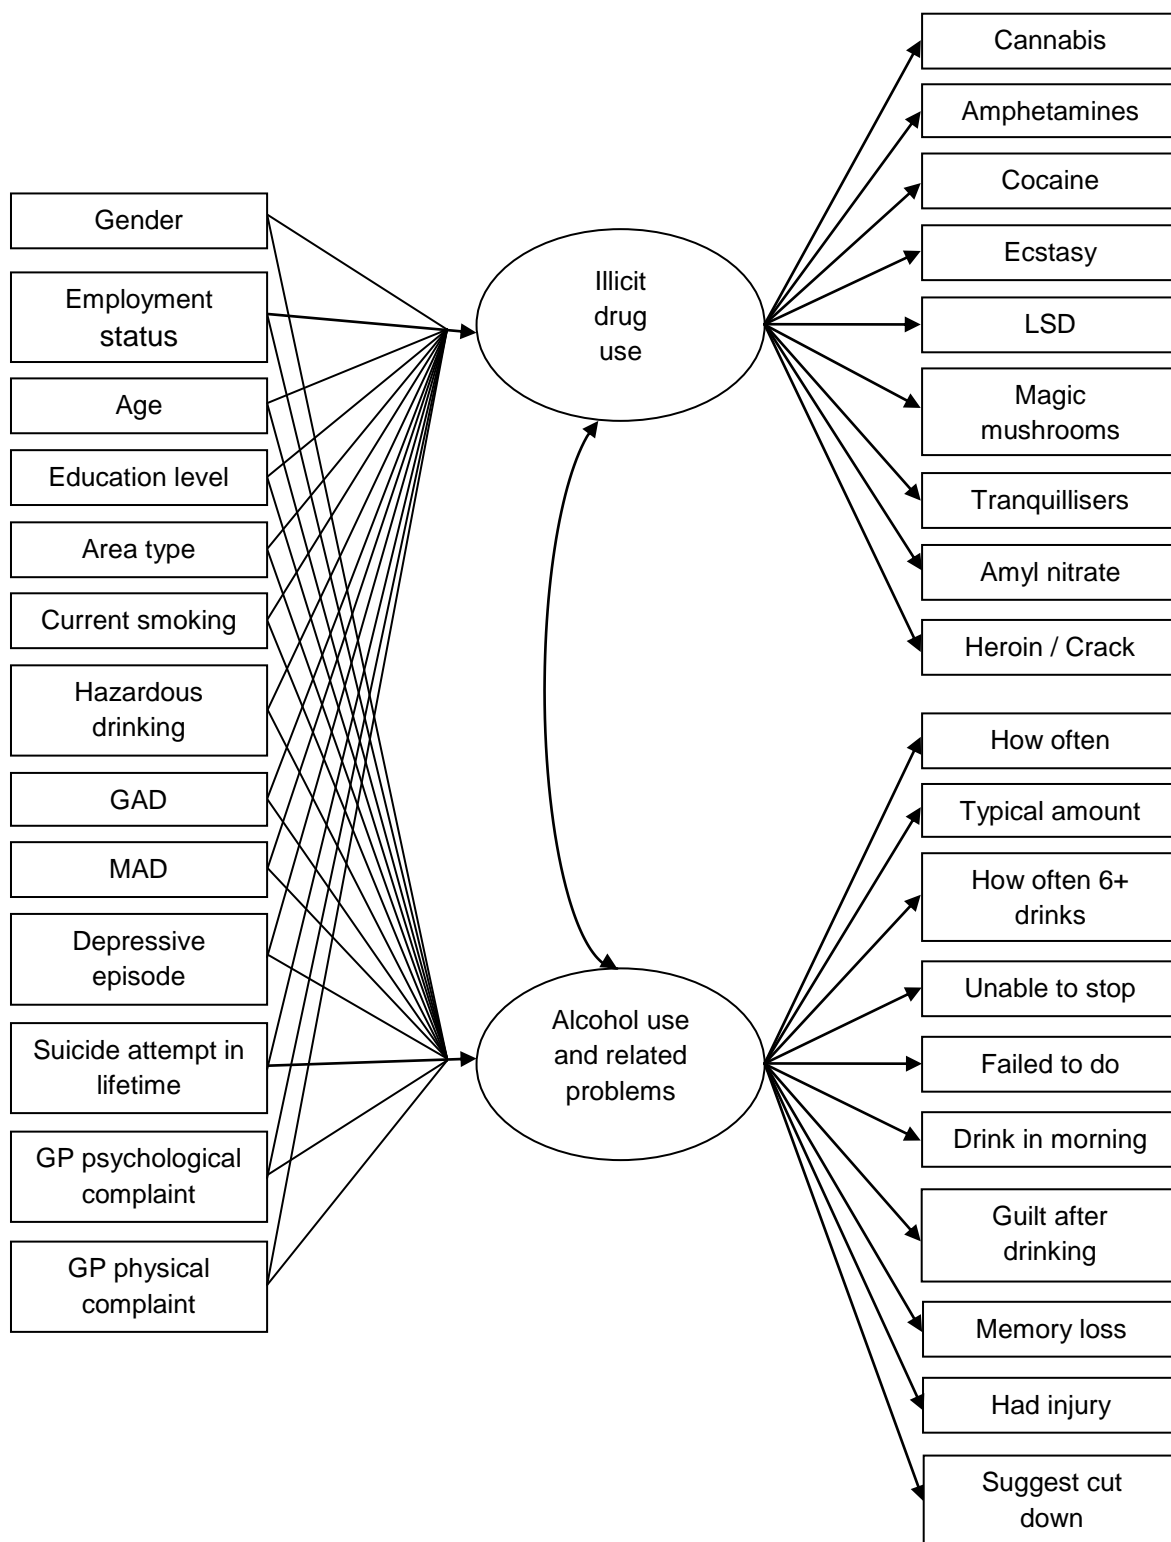 Gender
Employment
status
Age
Education level
Area type
Current smoking
Hazardous
drinking
GAD
MAD
Depressive
episode
Suicide attempt in
lifetime
GP psychological
complaint
GP physical
complaint
Illicit
drug
use
Alcohol use
and related
problems
Cannabis
Amphetamines
Cocaine
Ecstasy
LSD
Magic
mushrooms
Tranquillisers
Amyl nitrate
Heroin / Crack
How often
Typical amount
How often 6+
drinks
Unable to stop
Failed to do
Drink in morning
Guilt after
drinking
Memory loss
Had injury
Suggest cut
down